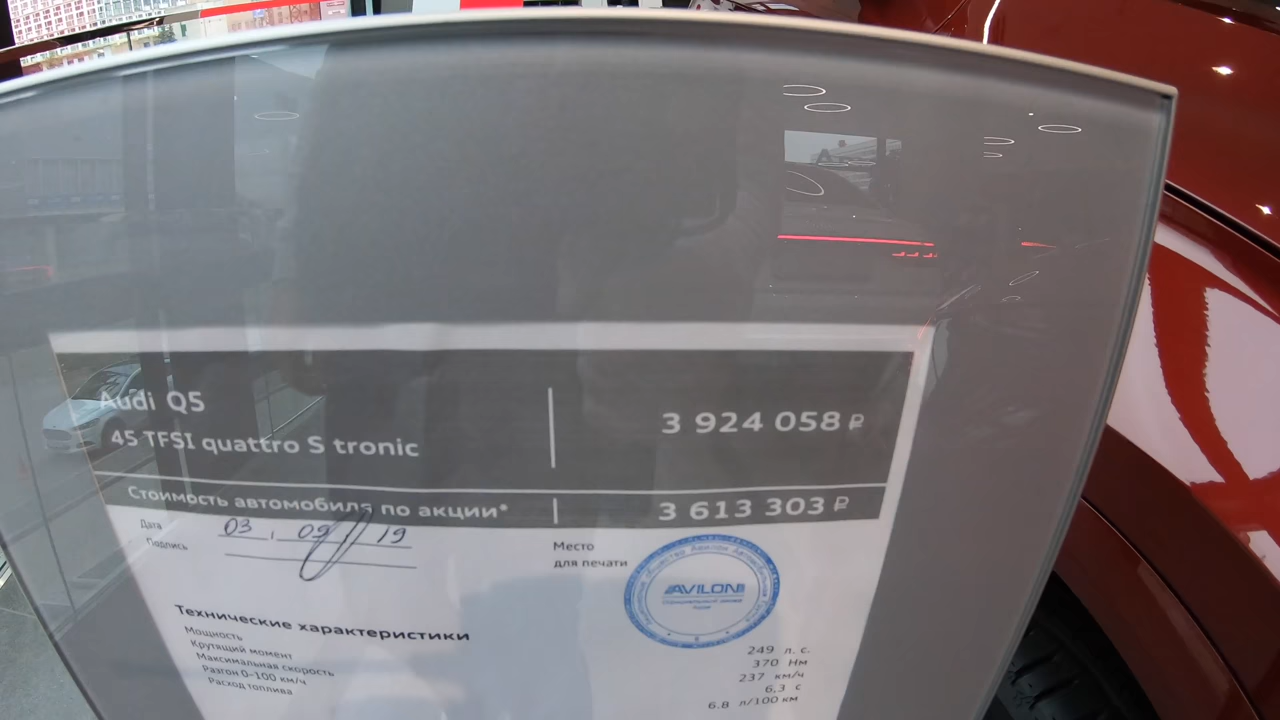 Audi Q5
45 TFSI quattro S tronic
3 924 058 ₽
Стоимость автомобиля по акции*
3 613 303 ₽
Дата 03, 09 19
Подпись
Место
для печати
AVILON
Технические характеристики
Мощность 249 л. с.
Крутящий момент 370 Нм
Максимальная скорость 237 км/ч
Разгон 0-100 км/ч 6,3 с
Расход топлива 6.8 л/100 км